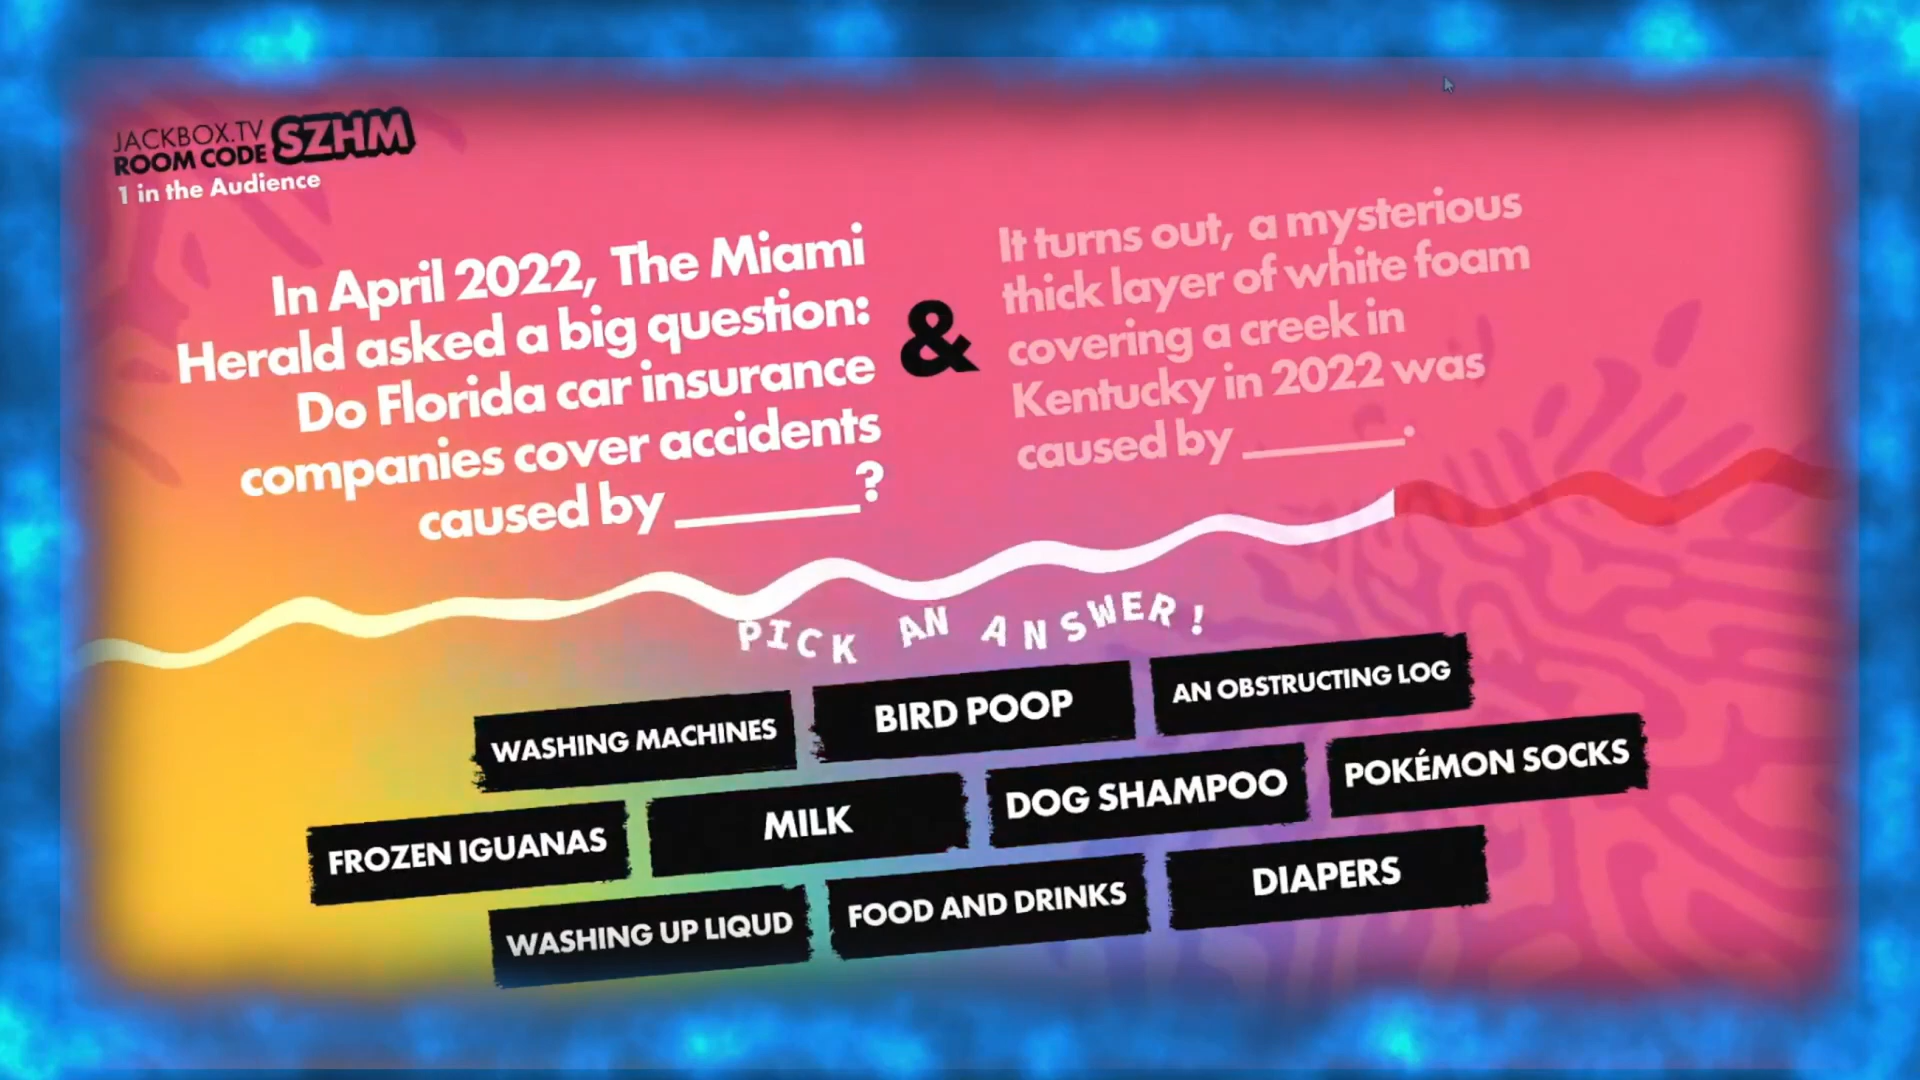 JACKBOX.TV
ROOM CODE SZHM
1 in the Audience
In April 2022, The Miami
Herald asked a big question:
Do Florida car insurance
companies cover accidents
caused by ______?
&
It turns out, a mysterious
thick layer of white foam
covering a creek in
Kentucky in 2022 was
caused by ______.
PICK AN ANSWER!
WASHING MACHINES
BIRD POOP
AN OBSTRUCTING LOG
FROZEN IGUANAS
MILK
DOG SHAMPOO
POKÉMON SOCKS
WASHING UP LIQUD
FOOD AND DRINKS
DIAPERS